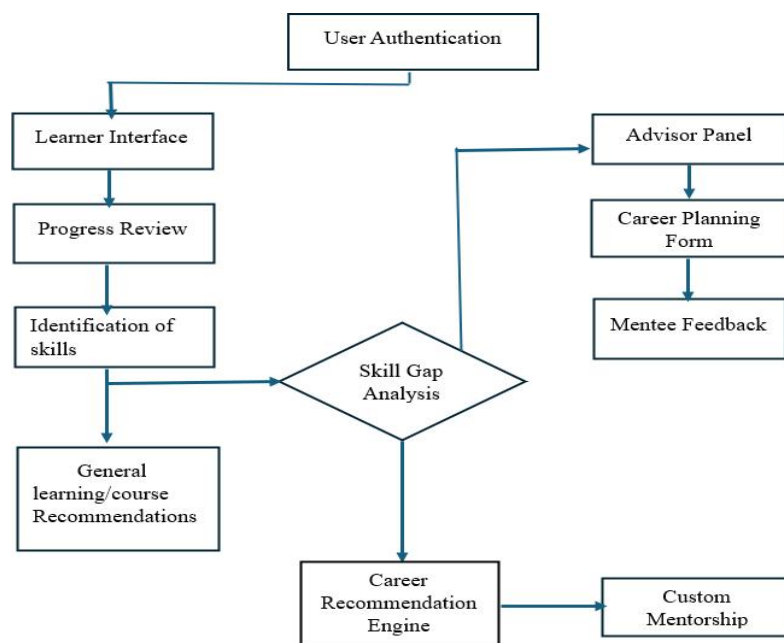 User Authentication
Learner Interface
Advisor Panel
Progress Review
Career Planning
Form
Identification of
skills
Mentee Feedback
Skill Gap
Analysis
General
learning/course
Recommendations
Career
Recommendation
Engine
Custom
Mentorship